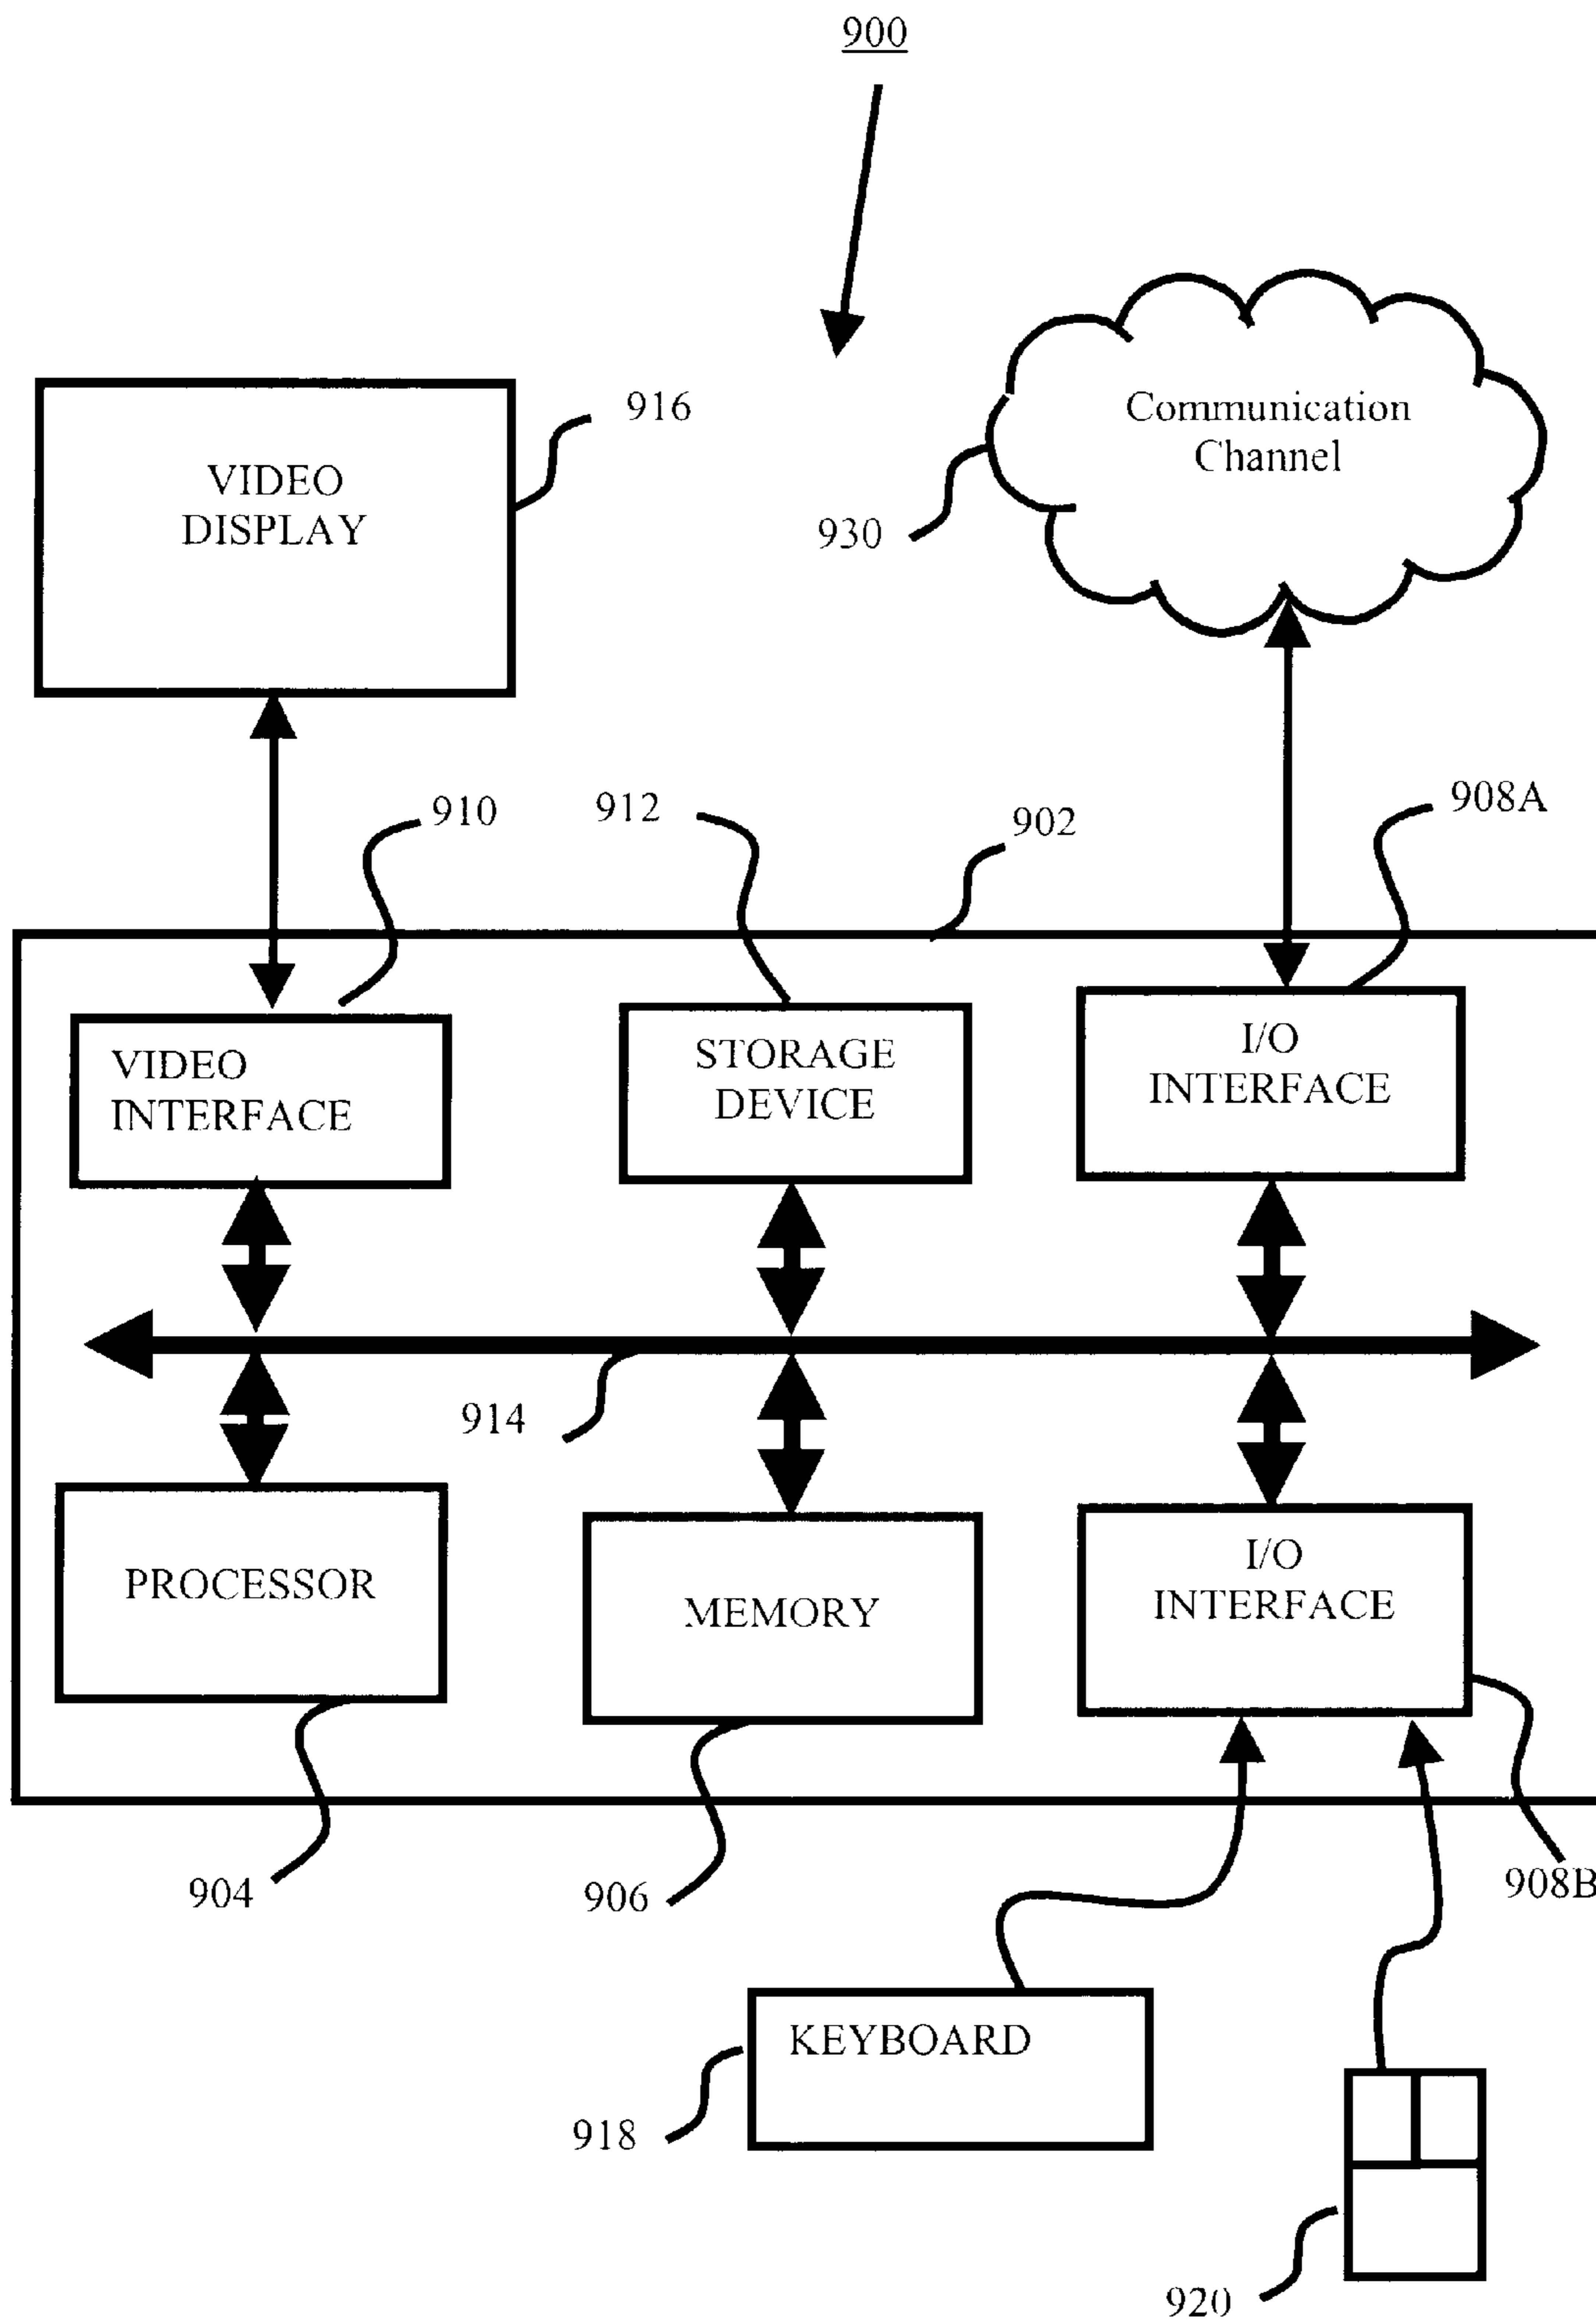 900
916
VIDEO
DISPLAY
Communication
Channel
930
910
912
902
908A
VIDEO
INTERFACE
STORAGE
DEVICE
I/O
INTERFACE
914
PROCESSOR
MEMORY
I/O
INTERFACE
904
906
908B
KEYBOARD
918
920